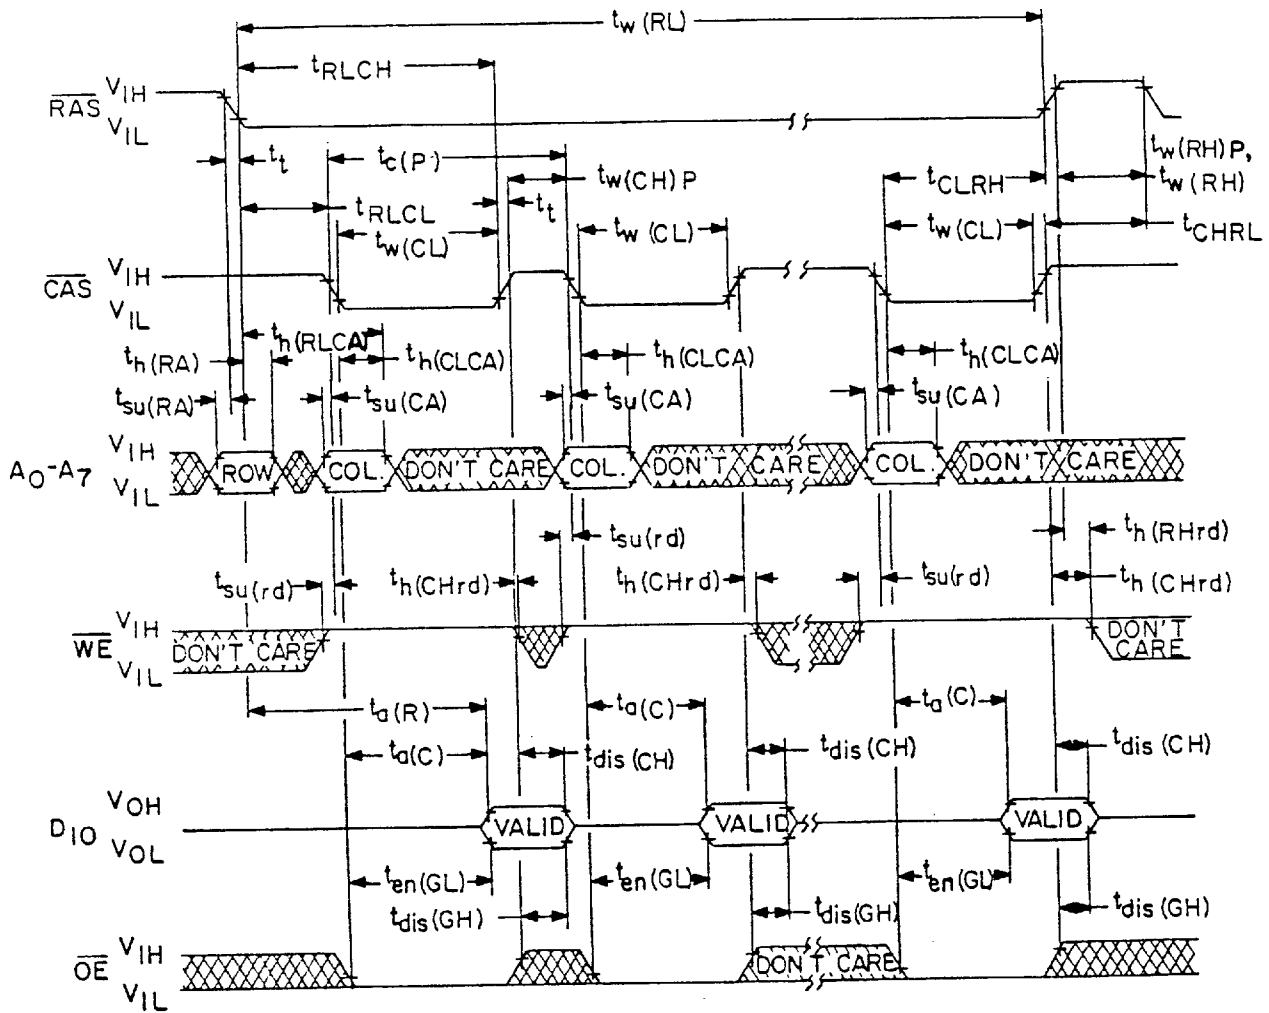 tw(RL)
tRLCH
RAS VIH
VIL
tt tc(P) tw(CH)P tCLRH tw(RH)P,
tw(RH)
tRLCL tt
tw(CL) tw(CL) tw(CL) tCHRL
CAS VIH
VIL
th(RLCA)
th(RA) th(CLCA) th(CLCA) th(CLCA)
tsu(RA) tsu(CA) tsu(CA) tsu(CA)
A0-A7 VIH
ROW COL. DON'T CARE COL. DON'T CARE COL. DON'T CARE
VIL
tsu(rd) th(RHrd)
tsu(rd) th(CHrd) th(CHrd) tsu(rd) th(CHrd)
WE VIH
DON'T CARE DON'T CARE
VIL
ta(R) ta(C) ta(C)
ta(C) tdis(CH) tdis(CH) tdis(CH)
DIO VOH
VALID VALID VALID
VOL
ten(GL) ten(GL) ten(GL)
tdis(GH) tdis(GH) tdis(GH)
OE VIH
DON'T CARE
VIL